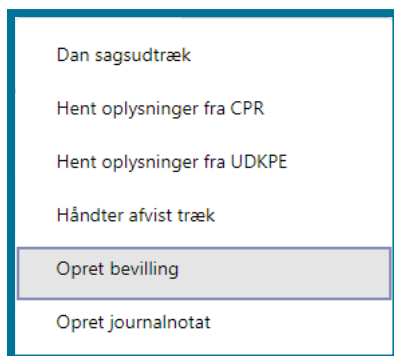 Dan sagsudtræk
Hent oplysninger fra CPR
Hent oplysninger fra UDKPE
Håndter afvist træk
Opret bevilling
Opret journalnotat